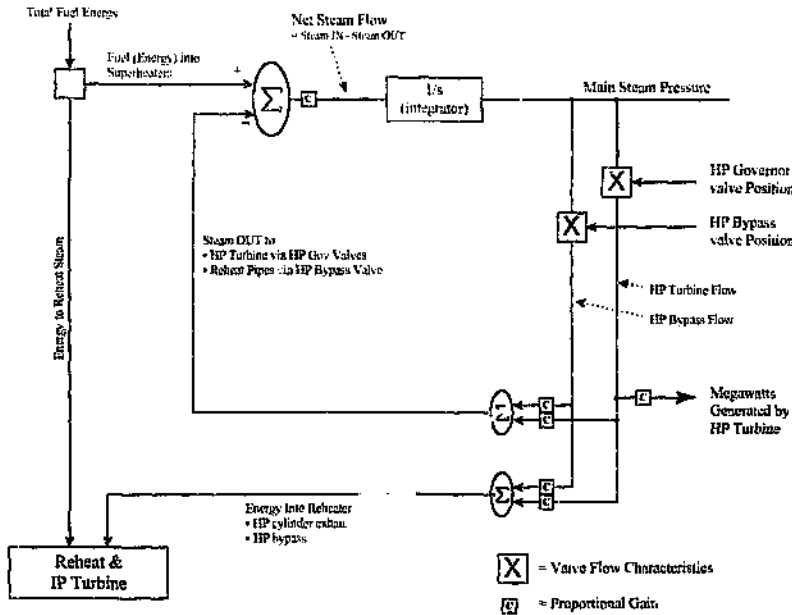 Total Fuel Energy
Fuel (Energy) into
Superheaters
Net Steam Flow
= Steam IN - Steam OUT
+
Σ
-
c
1/s
(integrator)
Main Steam Pressure
X
HP Governor
valve Position
X
HP Bypass
valve Position
Steam OUT to
• HP Turbine via HP Gov Valves
• Reheat Pipes via HP Bypass Valve
Energy to Reheat Steam
HP Turbine Flow
HP Bypass Flow
Σ
c
c
c
Megawatts
Generated by
HP Turbine
Σ
c
c
Energy into Reheater
• HP cylinder exhau
• HP bypass
Reheat &
IP Turbine
X = Valve Flow Characteristics
c = Proportional Gain